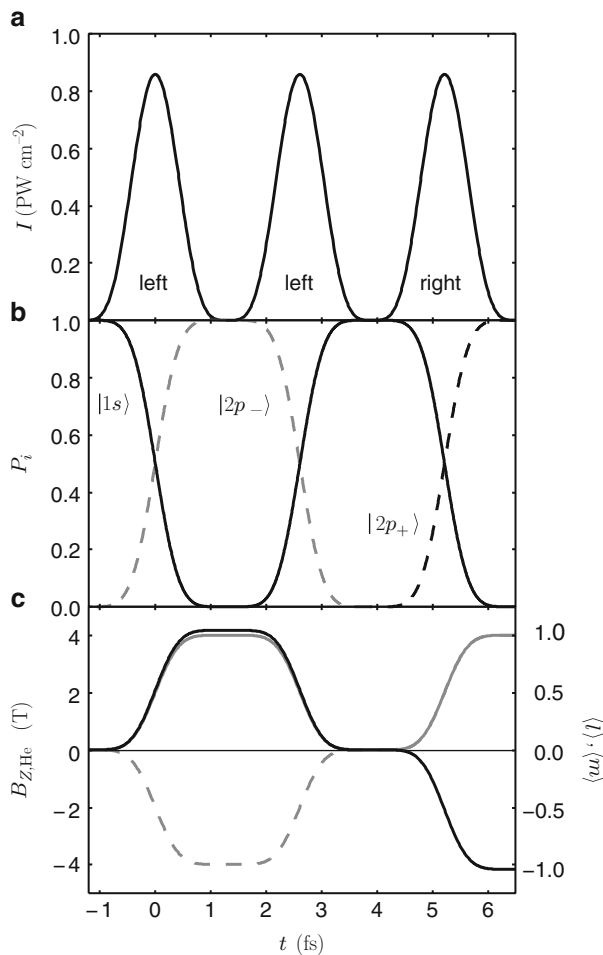 a
1.0
0.8
0.6
0.4
0.2
I (PW cm⁻²)
left
left
right
b
1.0
0.8
0.6
0.4
0.2
0.0
P_i
|1s⟩
|2p₋⟩
|2p₊⟩
c
4
2
0
−2
−4
B_{Z,He} (T)
1.0
0.5
0.0
−0.5
−1.0
⟨l⟩, ⟨m⟩
−1 0 1 2 3 4 5 6
t (fs)